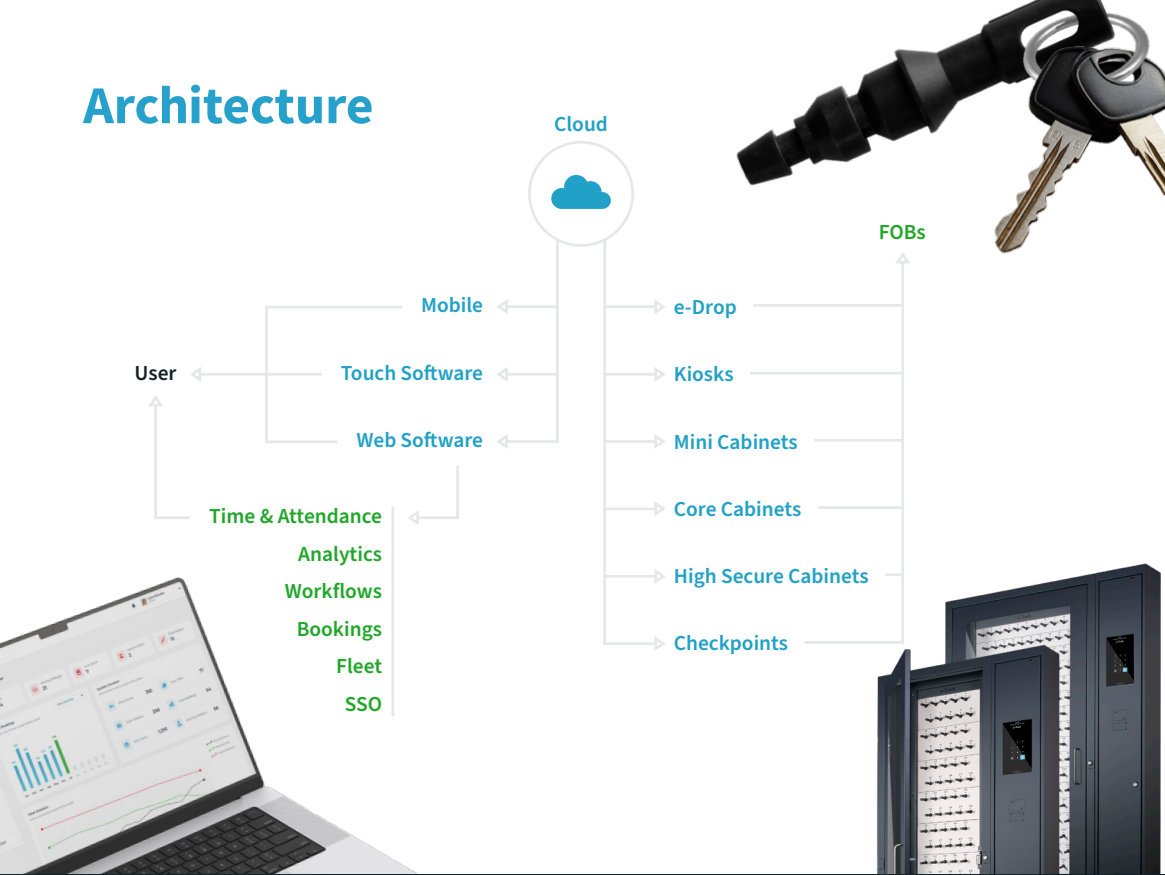 Architecture
Cloud
FOBs
Mobile
e-Drop
User
Touch Software
Kiosks
Web Software
Mini Cabinets
Time & Attendance
Core Cabinets
Analytics
High Secure Cabinets
Workflows
Bookings
Checkpoints
Fleet
SSO